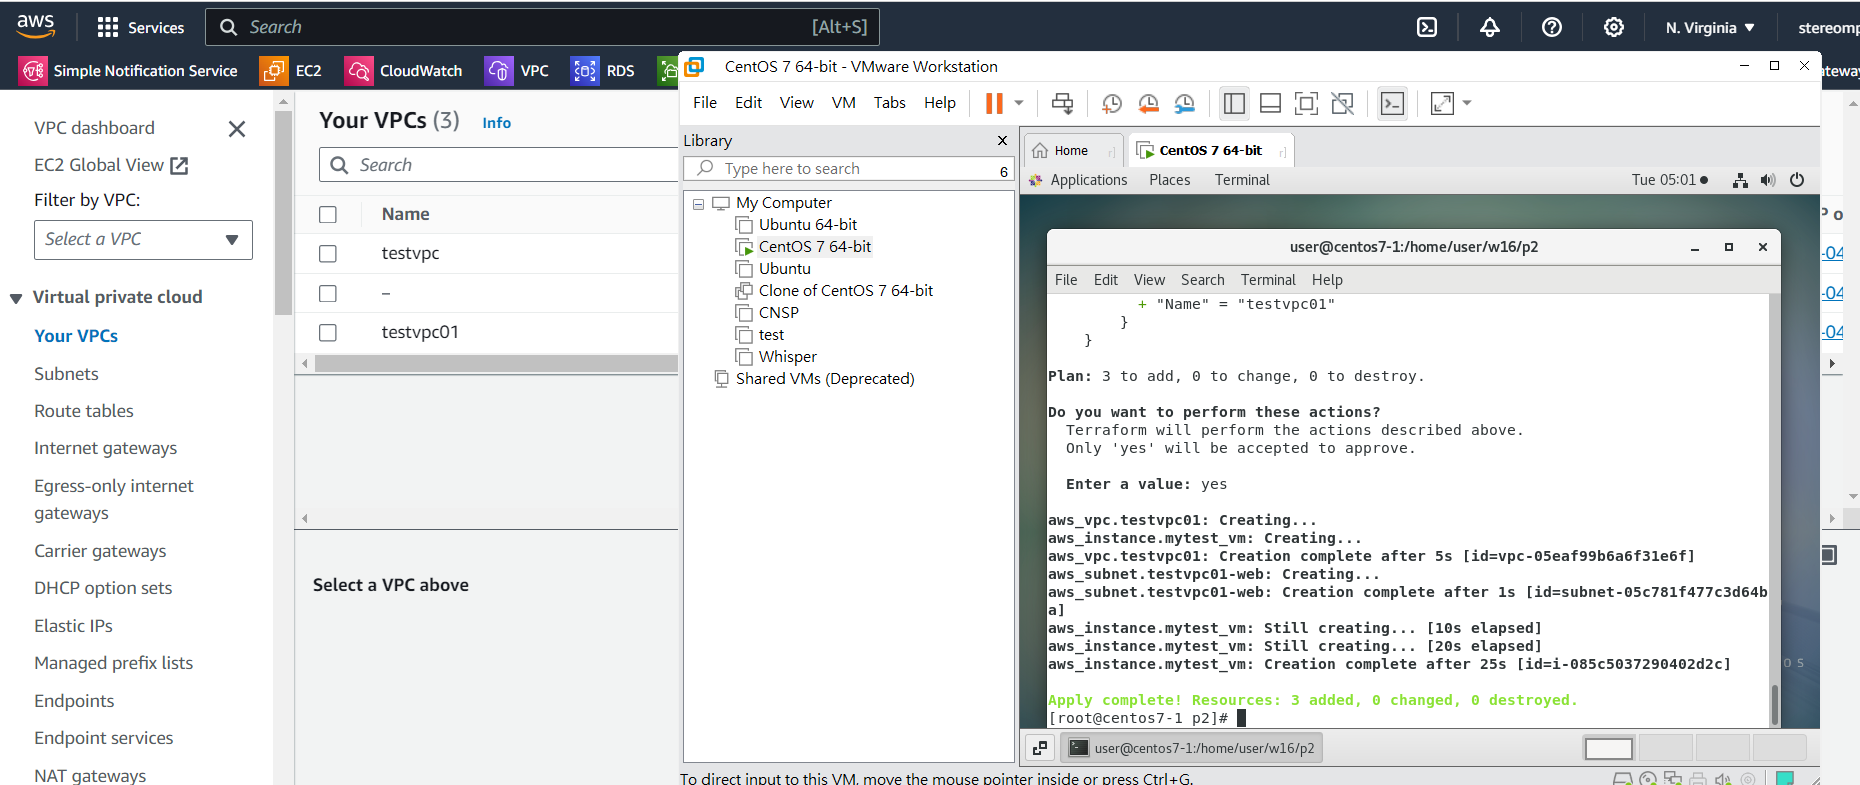 aws
Services
Search
[Alt+S]
N. Virginia
Simple Notification Service
EC2
CloudWatch
VPC
RDS
VPC dashboard
EC2 Global View
Filter by VPC:
Select a VPC
Virtual private cloud
Your VPCs
Subnets
Route tables
Internet gateways
Egress-only internet
gateways
Carrier gateways
DHCP option sets
Elastic IPs
Managed prefix lists
Endpoints
Endpoint services
NAT gateways
Your VPCs (3) Info
Search
Name
testvpc
–
testvpc01
Select a VPC above
CentOS 7 64-bit - VMware Workstation
File Edit View VM Tabs Help
Library
Type here to search
6
My Computer
Ubuntu 64-bit
CentOS 7 64-bit
Ubuntu
Clone of CentOS 7 64-bit
CNSP
test
Whisper
Shared VMs (Deprecated)
Home
CentOS 7 64-bit
Applications Places Terminal
Tue 05:01
user@centos7-1:/home/user/w16/p2
File Edit View Search Terminal Help
+ "Name" = "testvpc01"
}
}
Plan: 3 to add, 0 to change, 0 to destroy.
Do you want to perform these actions?
Terraform will perform the actions described above.
Only 'yes' will be accepted to approve.
Enter a value: yes
aws_vpc.testvpc01: Creating...
aws_instance.mytest_vm: Creating...
aws_vpc.testvpc01: Creation complete after 5s [id=vpc-05eaf99b6a6f31e6f]
aws_subnet.testvpc01-web: Creating...
aws_subnet.testvpc01-web: Creation complete after 1s [id=subnet-05c781f477c3d64b
a]
aws_instance.mytest_vm: Still creating... [10s elapsed]
aws_instance.mytest_vm: Still creating... [20s elapsed]
aws_instance.mytest_vm: Creation complete after 25s [id=i-085c5037290402d2c]
Apply complete! Resources: 3 added, 0 changed, 0 destroyed.
[root@centos7-1 p2]#
user@centos7-1:/home/user/w16/p2
To direct input to this VM, move the mouse pointer inside or press Ctrl+G.
-04
-04
-04